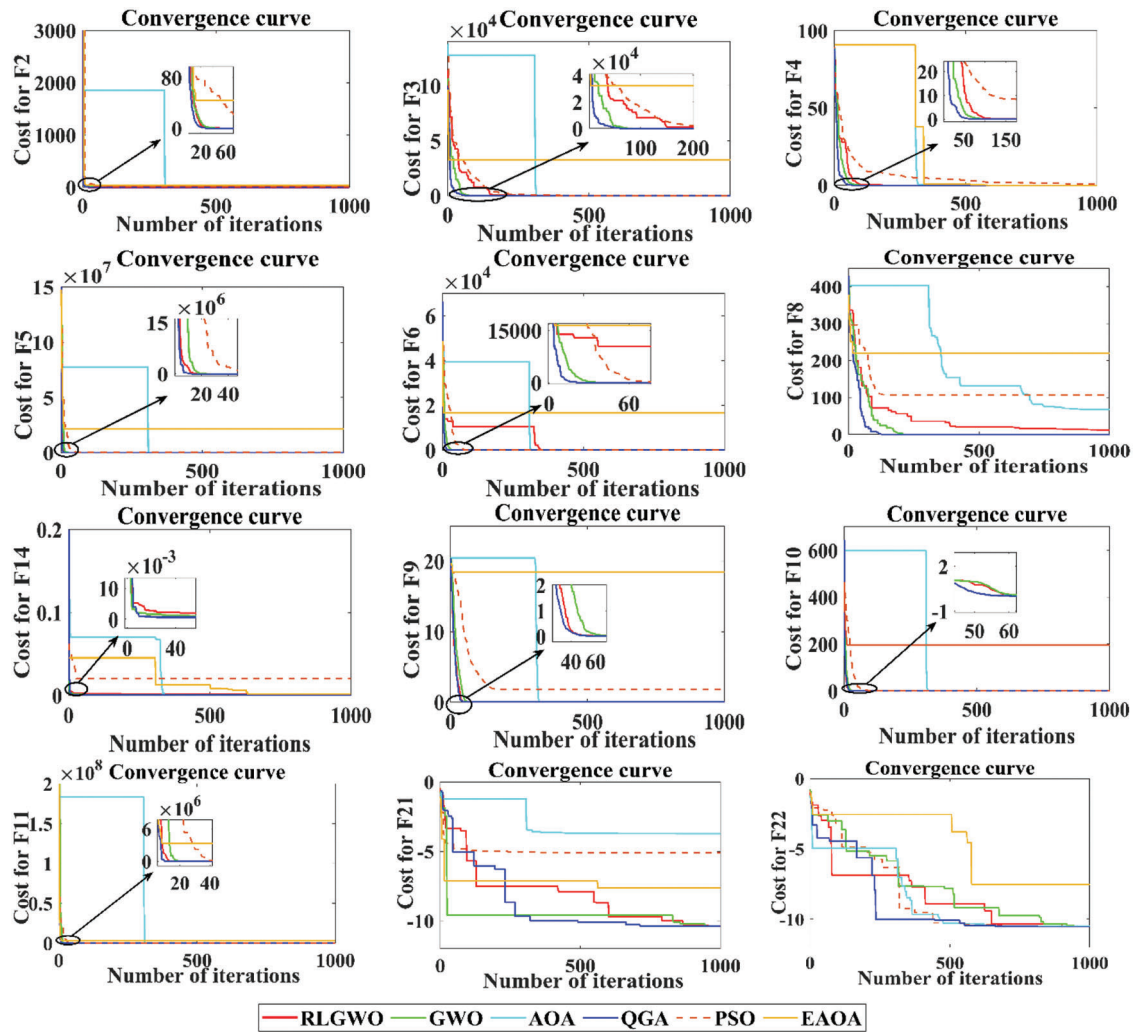 Convergence curve
Cost for F2
3000
2000
1000
0
80
0
20 60
0 500 1000
Number of iterations
Convergence curve
×10^4
Cost for F3
10
5
0
×10^4
4
2
0
100 200
0 500 1000
Number of iterations
Convergence curve
Cost for F4
100
50
0
20
10
0
50 150
0 500 1000
Number of iterations
Convergence curve
×10^7
Cost for F5
15
10
5
0
×10^6
15
5
0
20 40
0 500 1000
Number of iterations
Convergence curve
×10^4
Cost for F6
6
4
2
0
15000
0
0 60
0 500 1000
Number of iterations
Convergence curve
Cost for F8
400
300
200
100
0
0 500 1000
Number of iterations
Convergence curve
Cost for F14
0.2
0.1
0
×10^-3
10
0
0 40
0 500 1000
Number of iterations
Convergence curve
Cost for F9
20
10
0
2
1
0
40 60
0 500 1000
Number of iterations
Convergence curve
Cost for F10
600
400
200
0
2
-1
50 60
0 500 1000
Number of iterations
Convergence curve
×10^8
Cost for F11
2
1.5
1
0.5
0
×10^6
6
3
0
20 40
0 500 1000
Number of iterations
Convergence curve
Cost for F21
0
-5
-10
0 500 1000
Number of iterations
Convergence curve
Cost for F22
0
-5
-10
0 500 1000
Number of iterations
RLGWO GWO AOA QGA PSO EAOA